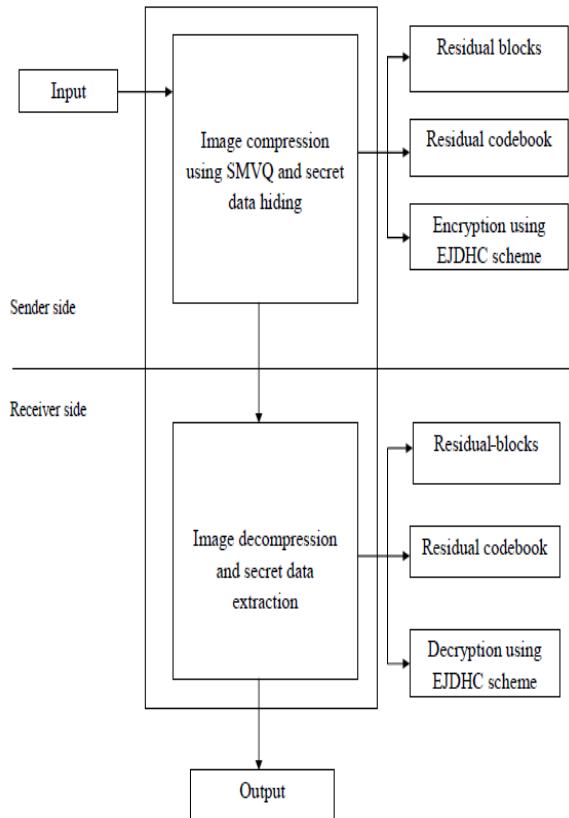 Input
Image compression
using SMVQ and secret
data hiding
Residual blocks
Residual codebook
Encryption using
EJDHC scheme
Sender side
Receiver side
Image decompression
and secret data
extraction
Residual-blocks
Residual codebook
Decryption using
EJDHC scheme
Output